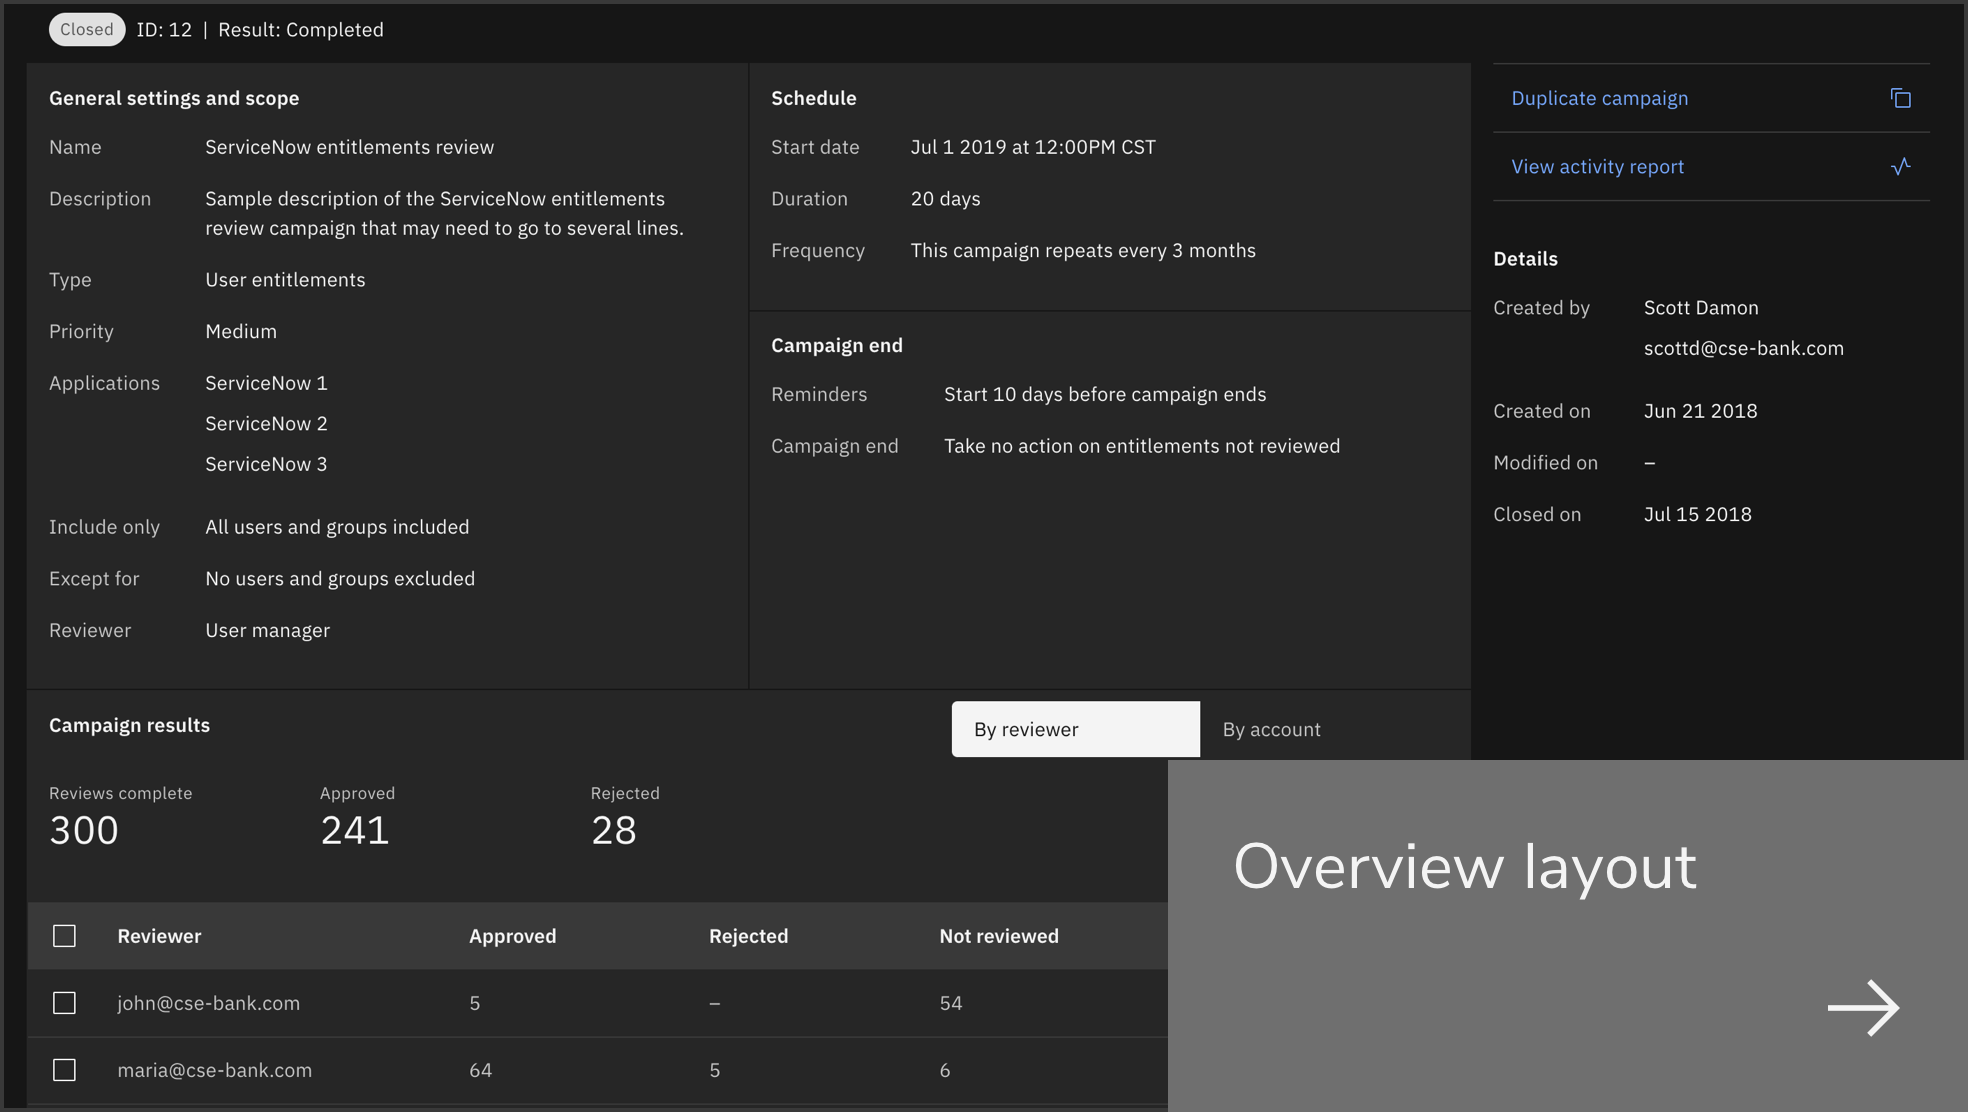 Closed ID: 12 | Result: Completed
General settings and scope
Name ServiceNow entitlements review
Description Sample description of the ServiceNow entitlements
review campaign that may need to go to several lines.
Type User entitlements
Priority Medium
Applications ServiceNow 1
ServiceNow 2
ServiceNow 3
Include only All users and groups included
Except for No users and groups excluded
Reviewer User manager
Schedule
Start date Jul 1 2019 at 12:00PM CST
Duration 20 days
Frequency This campaign repeats every 3 months
Campaign end
Reminders Start 10 days before campaign ends
Campaign end Take no action on entitlements not reviewed
Duplicate campaign
View activity report
Details
Created by Scott Damon
scottd@cse-bank.com
Created on Jun 21 2018
Modified on –
Closed on Jul 15 2018
Campaign results
By reviewer By account
Reviews complete Approved Rejected
300 241 28
Reviewer Approved Rejected Not reviewed
john@cse-bank.com 5 – 54
maria@cse-bank.com 64 5 6
Overview layout